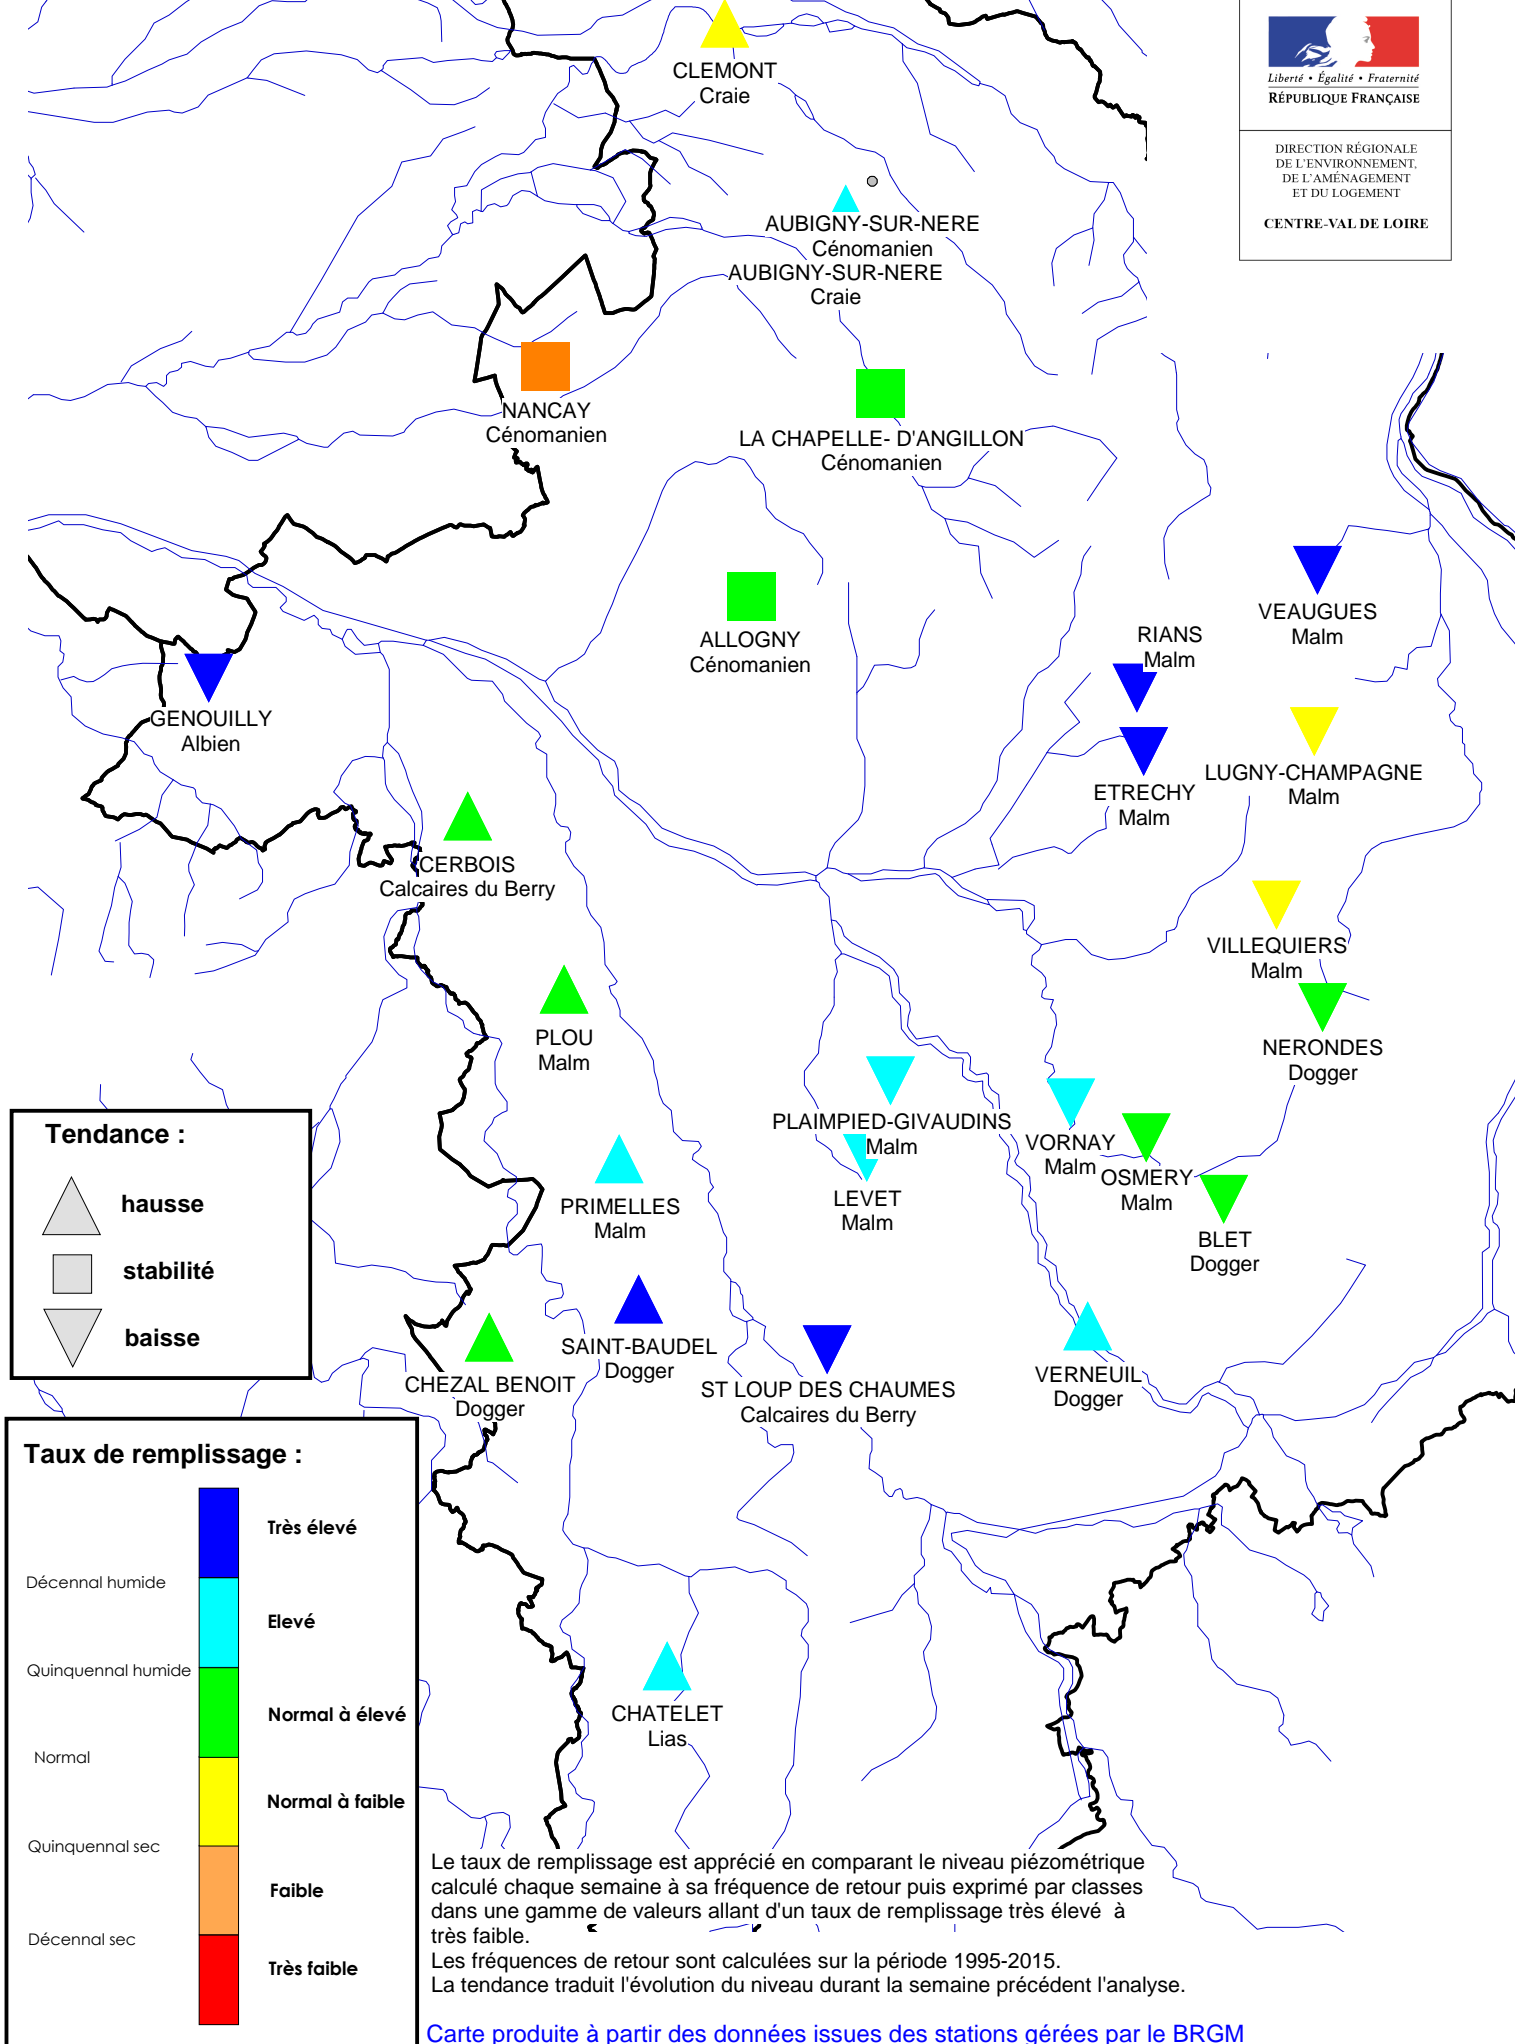 CLEMONT
Craie
Liberté • Égalité • Fraternité
RÉPUBLIQUE FRANÇAISE
DIRECTION RÉGIONALE
DE L'ENVIRONNEMENT,
DE L'AMÉNAGEMENT
ET DU LOGEMENT
CENTRE-VAL DE LOIRE
AUBIGNY-SUR-NERE
Cénomanien
AUBIGNY-SUR-NERE
Craie
NANCAY
Cénomanien
LA CHAPELLE- D'ANGILLON
Cénomanien
VEAUGUES
Malm
RIANS
Malm
ALLOGNY
Cénomanien
GENOUILLY
Albien
LUGNY-CHAMPAGNE
Malm
ETRECHY
Malm
CERBOIS
Calcaires du Berry
VILLEQUIERS
Malm
PLOU
Malm
NERONDES
Dogger
PLAIMPIED-GIVAUDINS
Malm
VORNAY
Malm
OSMERY
Malm
PRIMELLES
Malm
LEVET
Malm
BLET
Dogger
Tendance :
hausse
stabilité
baisse
SAINT-BAUDEL
Dogger
CHEZAL BENOIT
Dogger
ST LOUP DES CHAUMES
Calcaires du Berry
VERNEUIL
Dogger
Taux de remplissage :
Très élevé
Décennal humide
Elevé
Quinquennal humide
Normal à élevé
Normal
Normal à faible
Quinquennal sec
Faible
Décennal sec
Très faible
CHATELET
Lias
Le taux de remplissage est apprécié en comparant le niveau piézométrique
calculé chaque semaine à sa fréquence de retour puis exprimé par classes
dans une gamme de valeurs allant d'un taux de remplissage très élevé à
très faible.
Les fréquences de retour sont calculées sur la période 1995-2015.
La tendance traduit l'évolution du niveau durant la semaine précédent l'analyse.
Carte produite à partir des données issues des stations gérées par le BRGM